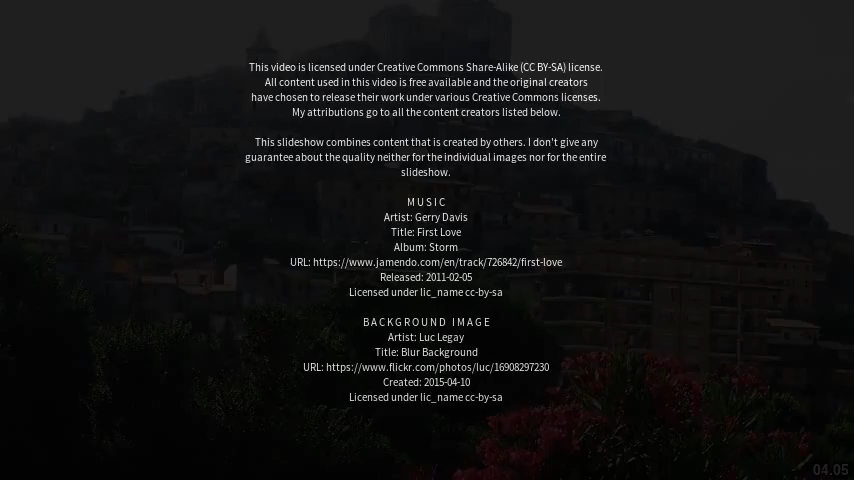 This video is licensed under Creative Commons Share-Alike (CC BY-SA) license.
All content used in this video is free available and the original creators
have chosen to release their work under various Creative Commons licenses.
My attributions go to all the content creators listed below.
This slideshow combines content that is created by others. I don't give any
guarantee about the quality neither for the individual images nor for the entire
slideshow.
MUSIC
Artist: Gerry Davis
Title: First Love
Album: Storm
URL: https://www.jamendo.com/en/track/726842/first-love
Released: 2011-02-05
Licensed under lic_name cc-by-sa
BACKGROUND IMAGE
Artist: Luc Legay
Title: Blur Background
URL: https://www.flickr.com/photos/luc/16908297230
Created: 2015-04-10
Licensed under lic_name cc-by-sa
04.05